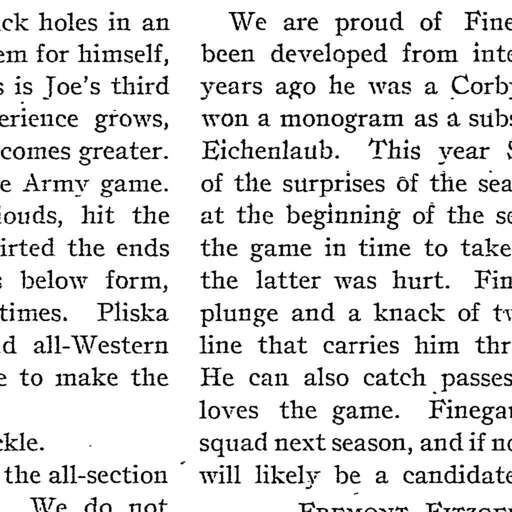 ck holes in an
em for himself,
s is Joe's third
erience grows,
comes greater.
e Army game.
louds, hit the
irted the ends
s below form,
times. Pliska
d all-Western
e to make the
ckle.
the all-section
We do not
We are proud of Fine
been developed from inte
years ago he was a Corby
won a monogram as a subs
Eichenlaub. This year S
of the surprises of the sea
at the beginning of the se
the game in time to take
the latter was hurt. Fin
plunge and a knack of tw
line that carries him thr
He can also catch passes
loves the game. Finega
squad next season, and if no
will likely be a candidate
FREMONT FITZGE